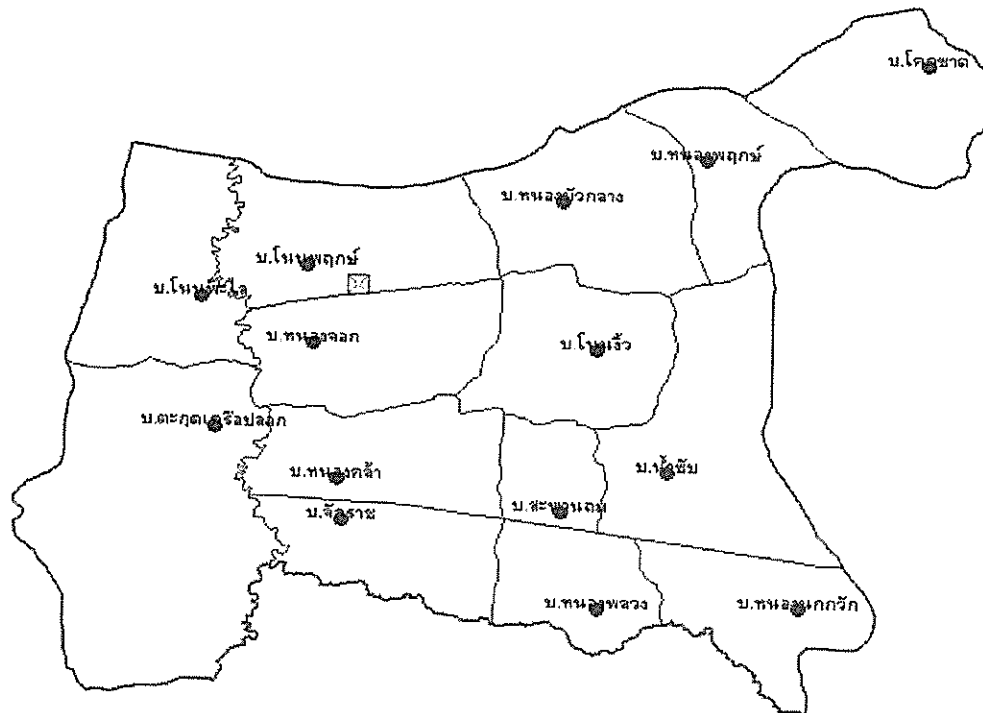 บ.โคกขาด
บ.หนองพฤกษ์
บ.หนองบัวกลาง
บ.โนนพฤกษ์
บ.โนนพะไล
บ.หนองจอก
บ.โนนงิ้ว
บ.ตะกุดเครือปลอก
บ.หนองคล้า
บ.น้ำซับ
บ.จักราช
บ.สะพานถม
บ.หนองพลวง
บ.หนองนกกวัก